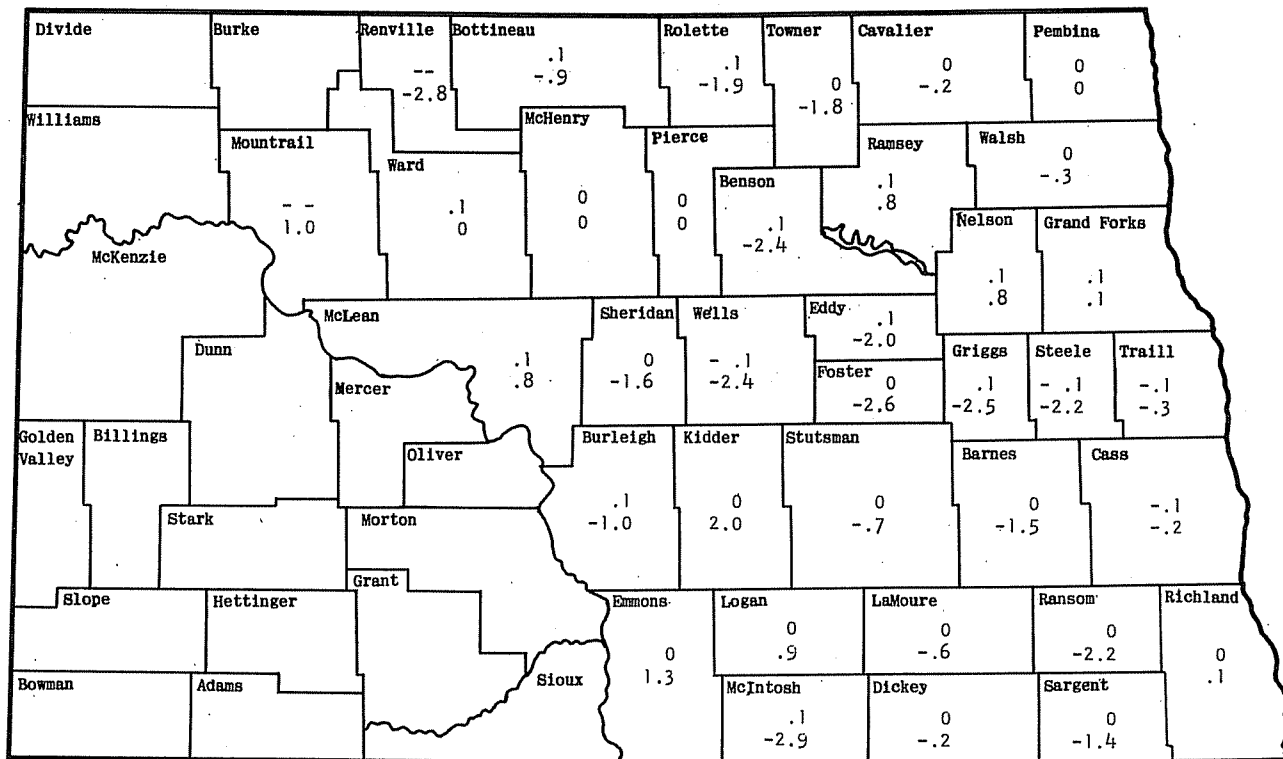 Divide
Burke
Renville
--
-2.8
Bottineau
.1
-.9
Rolette
.1
-1.9
Towner
0
-1.8
Cavalier
0
-.2
Pembina
0
0
Williams
Mountrail
- -
1.0
Ward
.1
0
McHenry
0
0
Pierce
0
0
Benson
.1
-2.4
Ramsey
.1
.8
Walsh
0
-.3
McKenzie
Nelson
.1
.8
Grand Forks
.1
.1
Dunn
McLean
.1
.8
Mercer
Sheridan
0
-1.6
Wells
- .1
-2.4
Eddy
.1
-2.0
Foster
0
-2.6
Griggs
.1
-2.5
Steele
- .1
-2.2
Traill
-.1
-.3
Golden
Valley
Billings
Oliver
Burleigh
.1
-1.0
Kidder
0
2.0
Stutsman
0
-.7
Barnes
0
-1.5
Cass
-.1
-.2
Stark
Morton
Grant
Slope
Hettinger
Emmons
0
1.3
Logan
0
.9
LaMoure
0
-.6
Ransom
0
-2.2
Richland
0
.1
Bowman
Adams
Sioux
McIntosh
.1
-2.9
Dickey
0
-.2
Sargent
0
-1.4